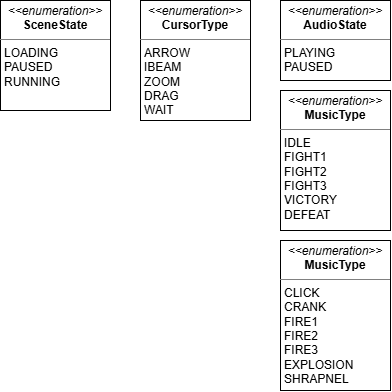 <<enumeration>>
SceneState
LOADING
PAUSED
RUNNING
<<enumeration>>
CursorType
ARROW
IBEAM
ZOOM
DRAG
WAIT
<<enumeration>>
AudioState
PLAYING
PAUSED
<<enumeration>>
MusicType
IDLE
FIGHT1
FIGHT2
FIGHT3
VICTORY
DEFEAT
<<enumeration>>
MusicType
CLICK
CRANK
FIRE1
FIRE2
FIRE3
EXPLOSION
SHRAPNEL